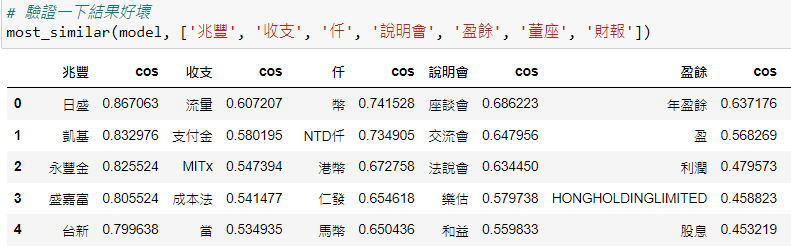 # 驗證一下結果好壞
most_similar(model, ['兆豐', '收支', '仟', '說明會', '盈餘', '董座', '財報'])
兆豐 cos 收支 cos 仟 cos 說明會 cos 盈餘 cos
0 日盛 0.867063 流量 0.607207 幣 0.741528 座談會 0.686223 年盈餘 0.637176
1 凱基 0.832976 支付金 0.580195 NTD仟 0.734905 交流會 0.647956 盈 0.568269
2 永豐金 0.825524 MITx 0.547394 港幣 0.672758 法說會 0.634450 利潤 0.479573
3 盛嘉富 0.805524 成本法 0.541477 仁發 0.654618 樂估 0.579738 HONGHOLDINGLIMITED 0.458823
4 台新 0.799638 當 0.534935 馬幣 0.650436 和益 0.559833 股息 0.453219